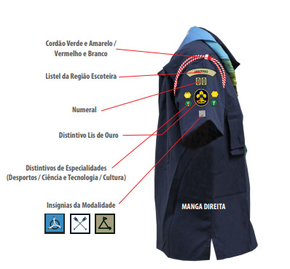 Cordão Verde e Amarelo /
Vermelho e Branco
Listel da Região Escoteira
Numeral
Distintivo Lis de Ouro
Distintivos de Especialidades
(Desportos / Ciência e Tecnologia / Cultura)
Insígnias da Modalidade
MANGA DIREITA